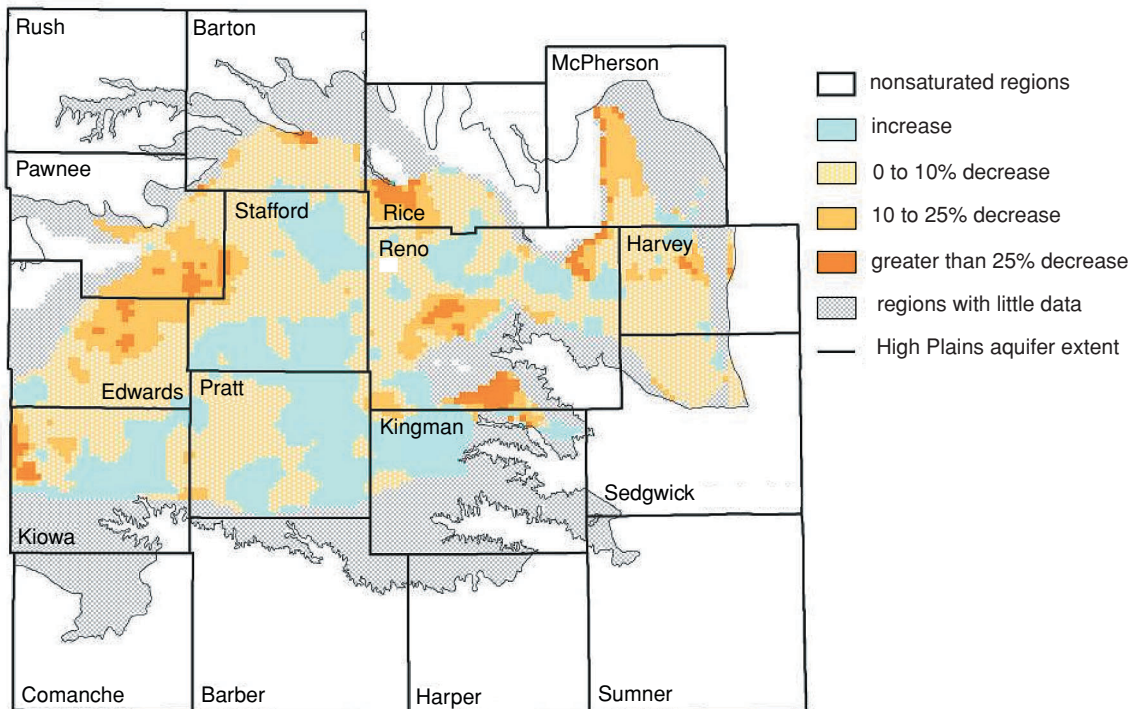 Rush
Barton
McPherson
Pawnee
Stafford
Rice
Reno
Harvey
Edwards
Pratt
Kingman
Sedgwick
Kiowa
Comanche
Barber
Harper
Sumner
nonsaturated regions
increase
0 to 10% decrease
10 to 25% decrease
greater than 25% decrease
regions with little data
High Plains aquifer extent